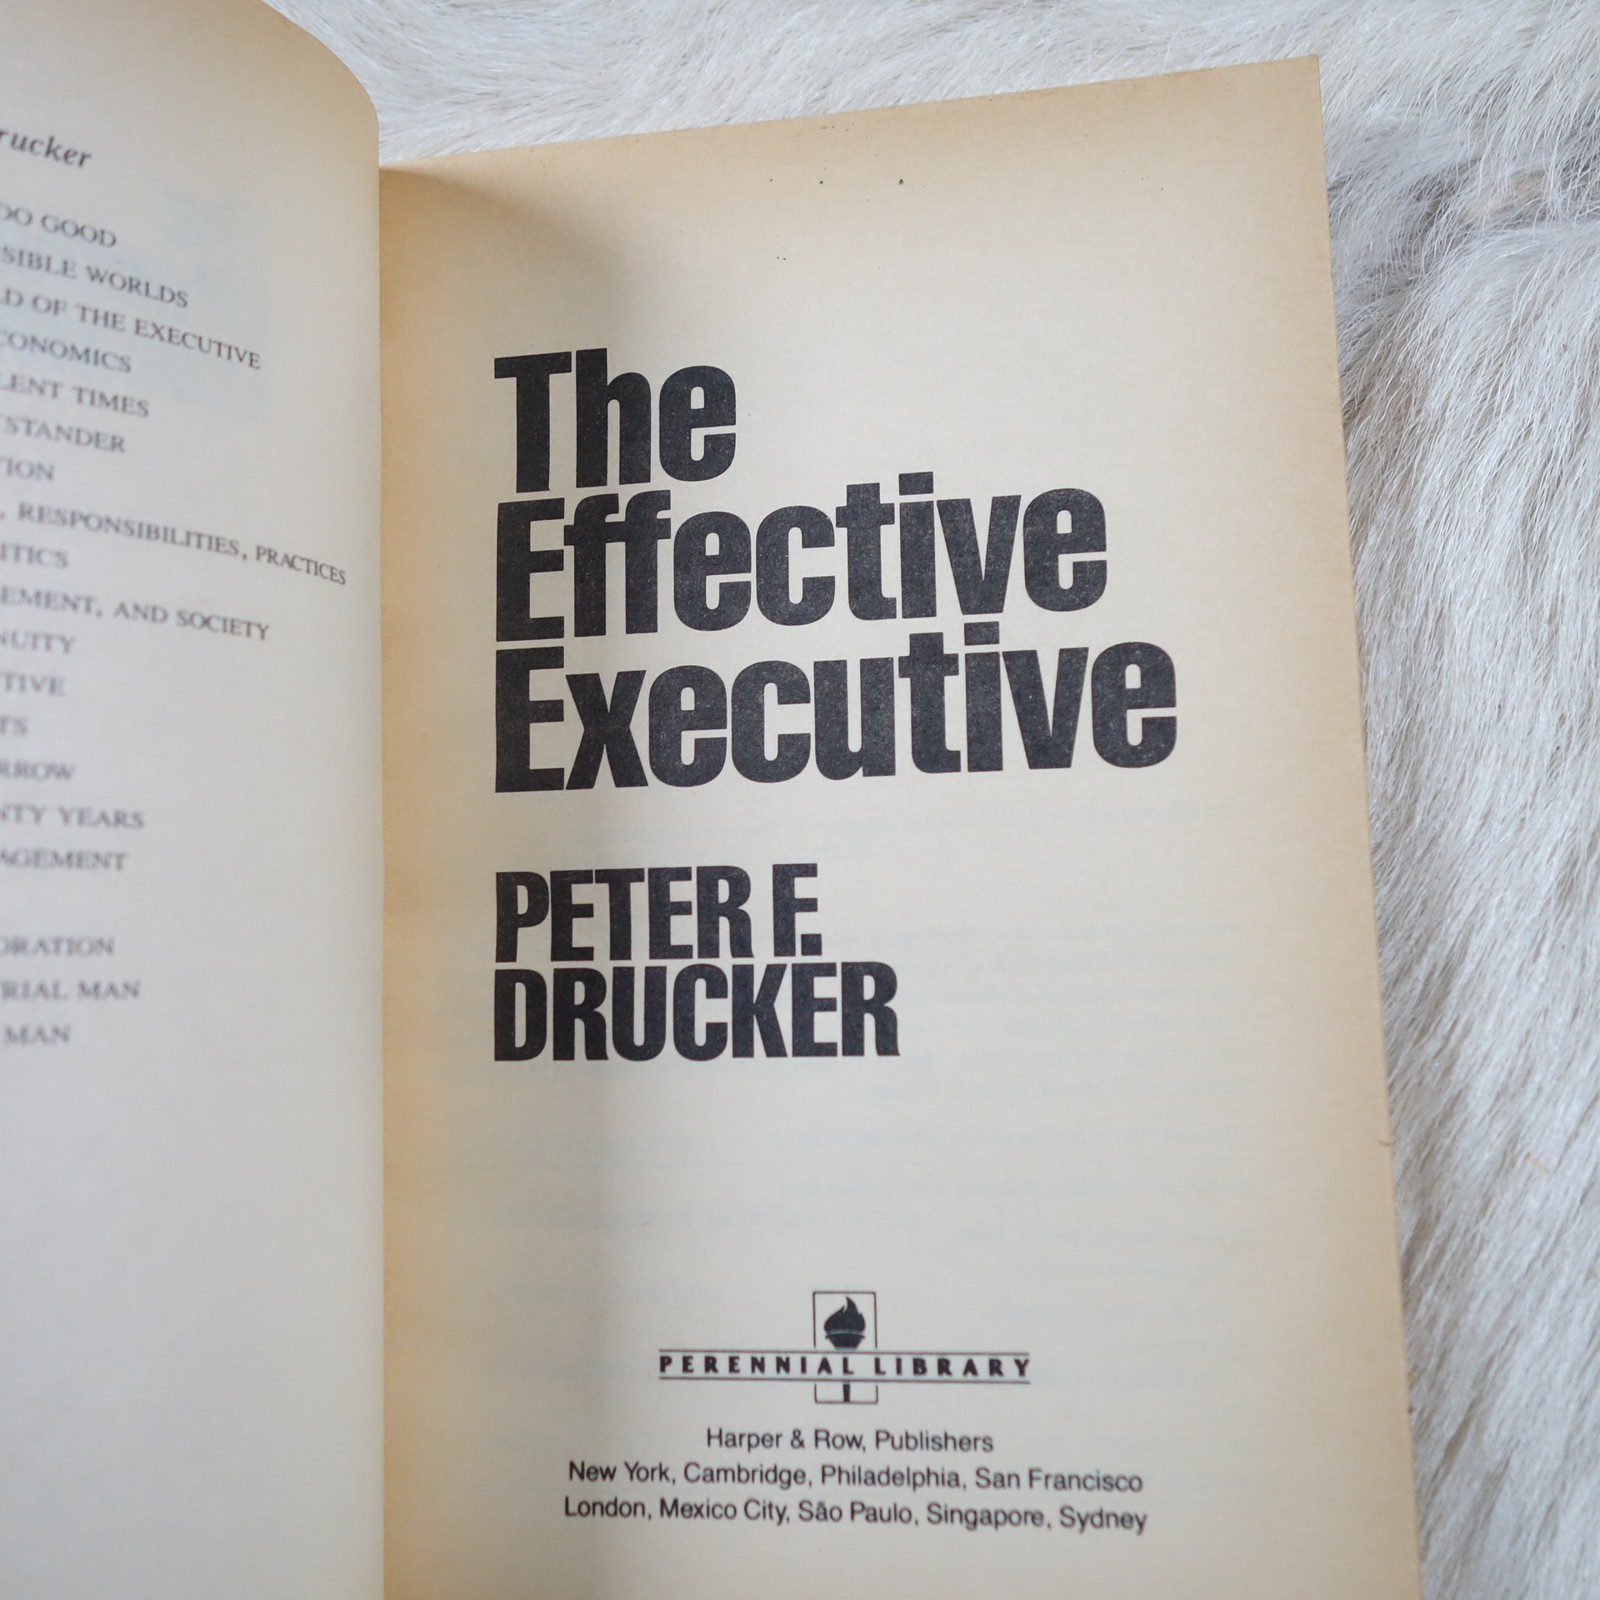 rucker
OO GOOD
SIBLE WORLDS
LD OF THE EXECUTIVE
CONOMICS
LENT TIMES
YSTANDER
TION
, RESPONSIBILITIES, PRACTICES
ITICS
EMENT, AND SOCIETY
NUITY
TIVE
TS
RROW
NTY YEARS
AGEMENT
ORATION
TRIAL MAN
MAN
The
Effective
Executive
PETER F.
DRUCKER
PERENNIAL LIBRARY
Harper & Row, Publishers
New York, Cambridge, Philadelphia, San Francisco
London, Mexico City, São Paulo, Singapore, Sydney